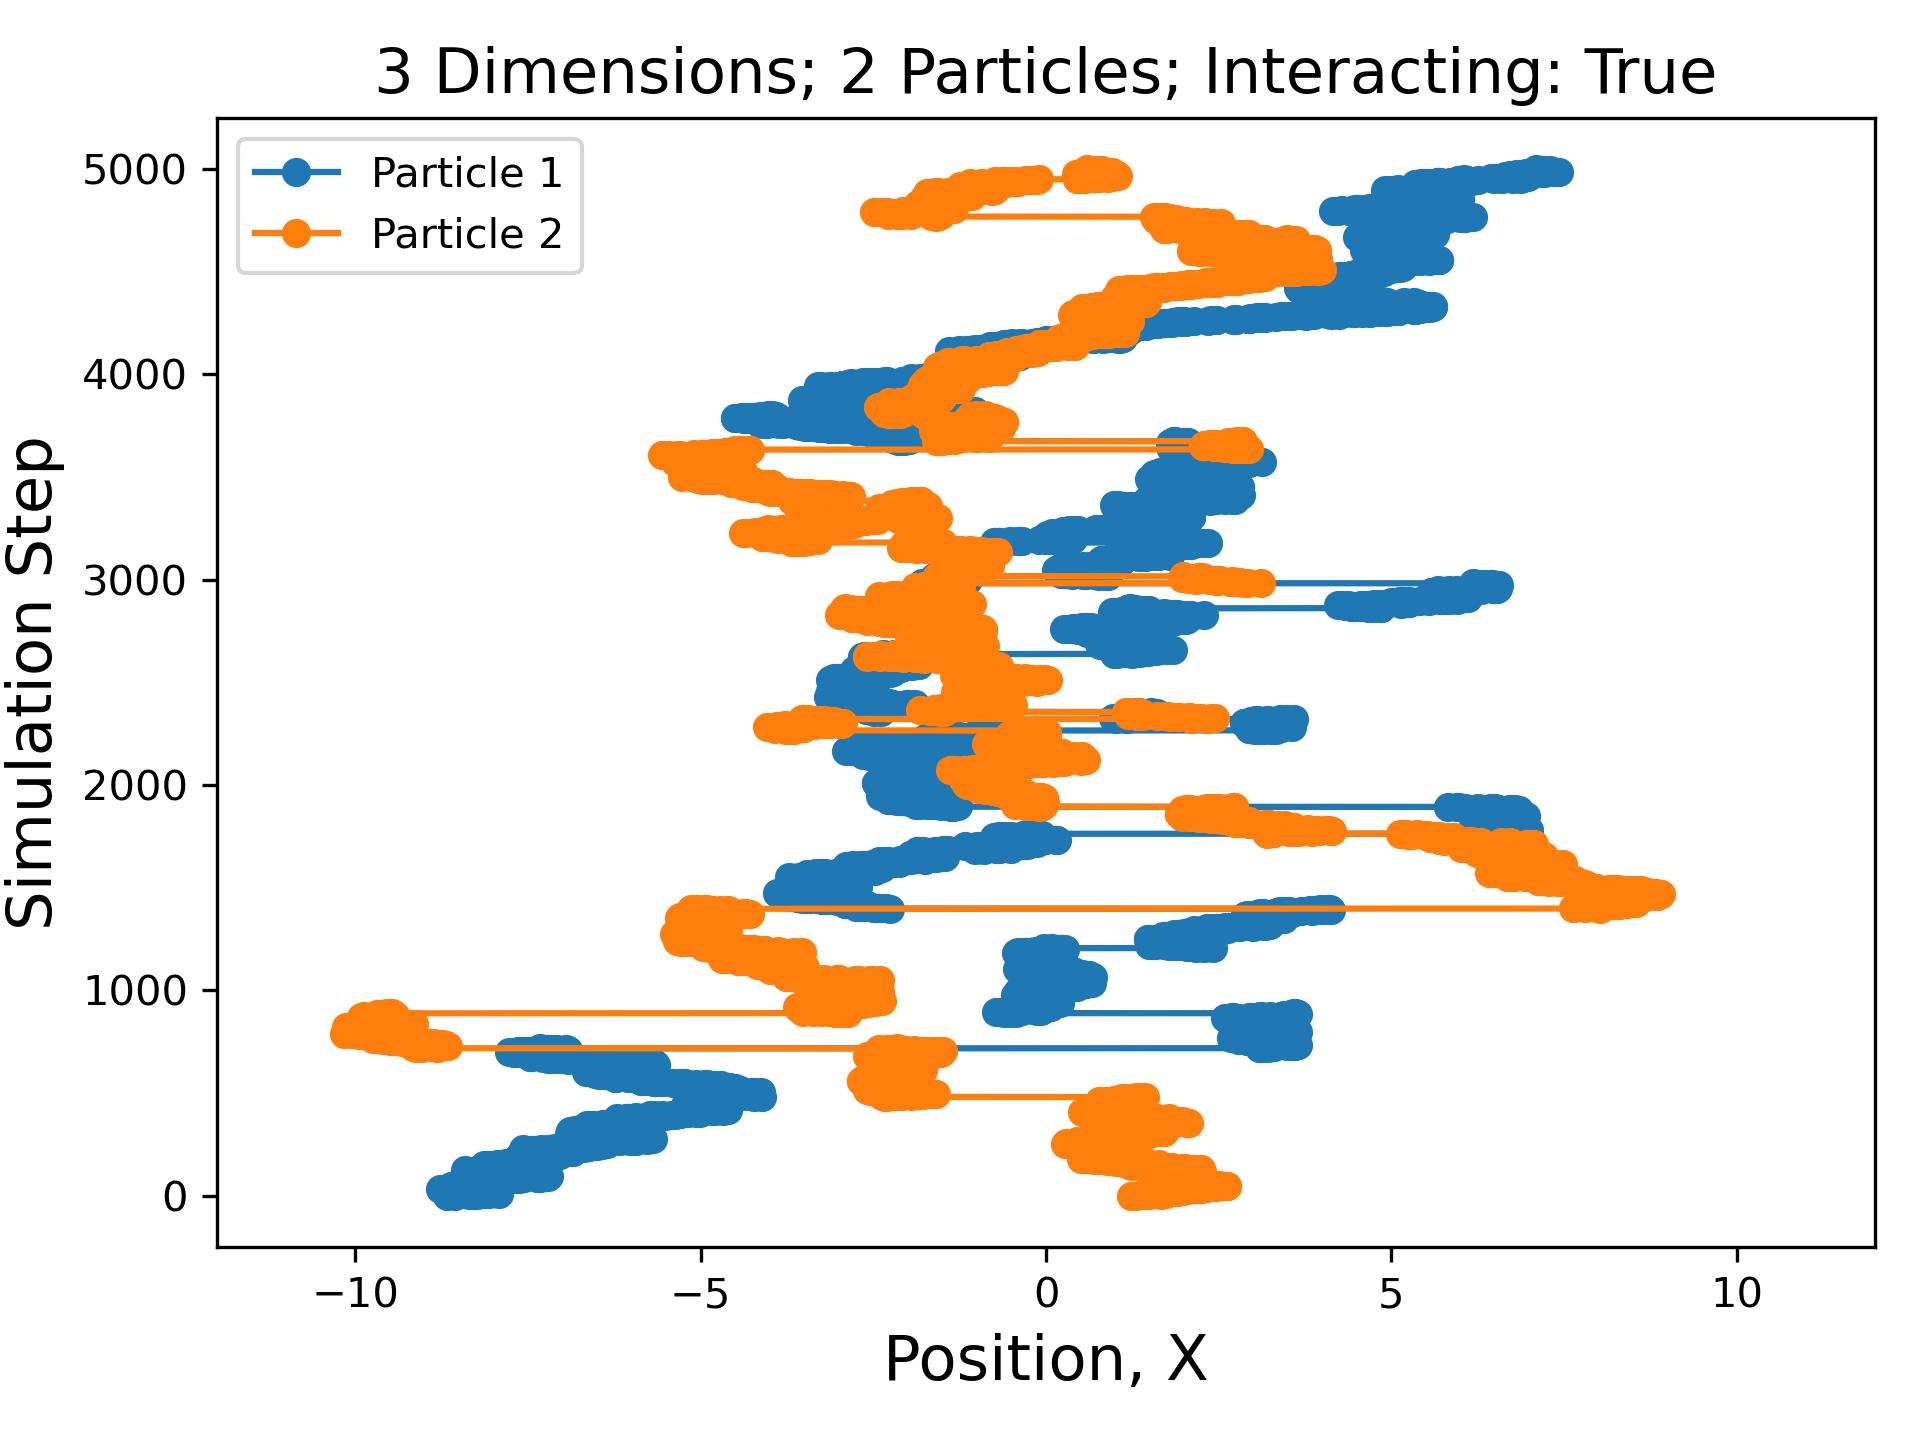 3 Dimensions; 2 Particles; Interacting: True
Particle 1
Particle 2
5000
4000
3000
2000
1000
0
Simulation Step
−10
−5
0
5
10
Position, X